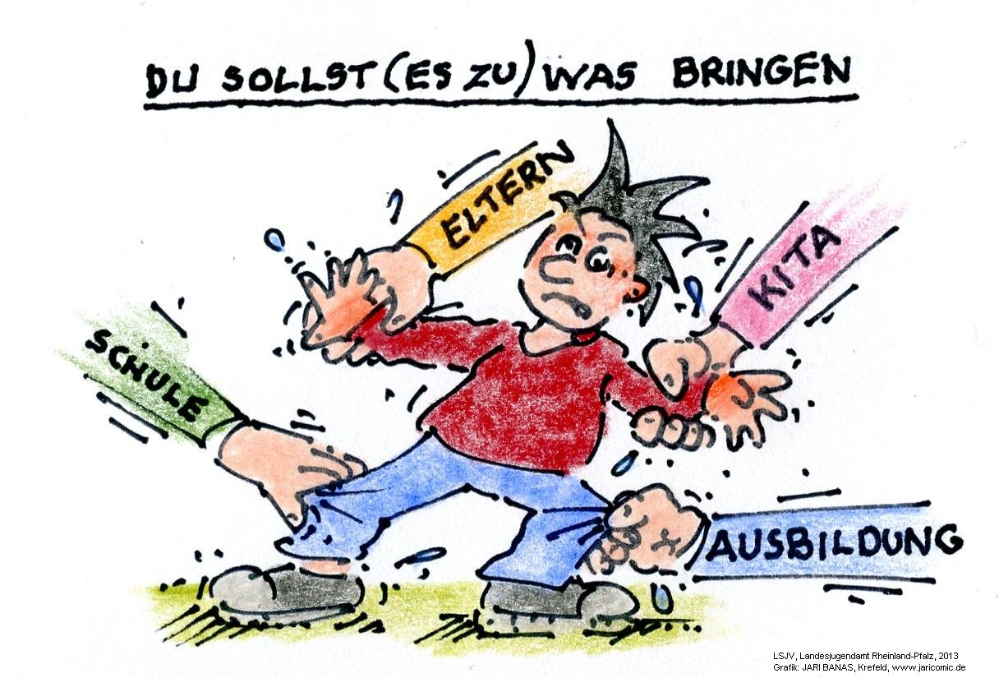 DU SOLLST (ES ZU) WAS BRINGEN
ELTERN
KITA
SCHULE
AUSBILDUNG
LSJV, Landesjugendamt Rheinland-Pfalz, 2013
Grafik: JARI BANAS, Krefeld, www.jaricomic.de